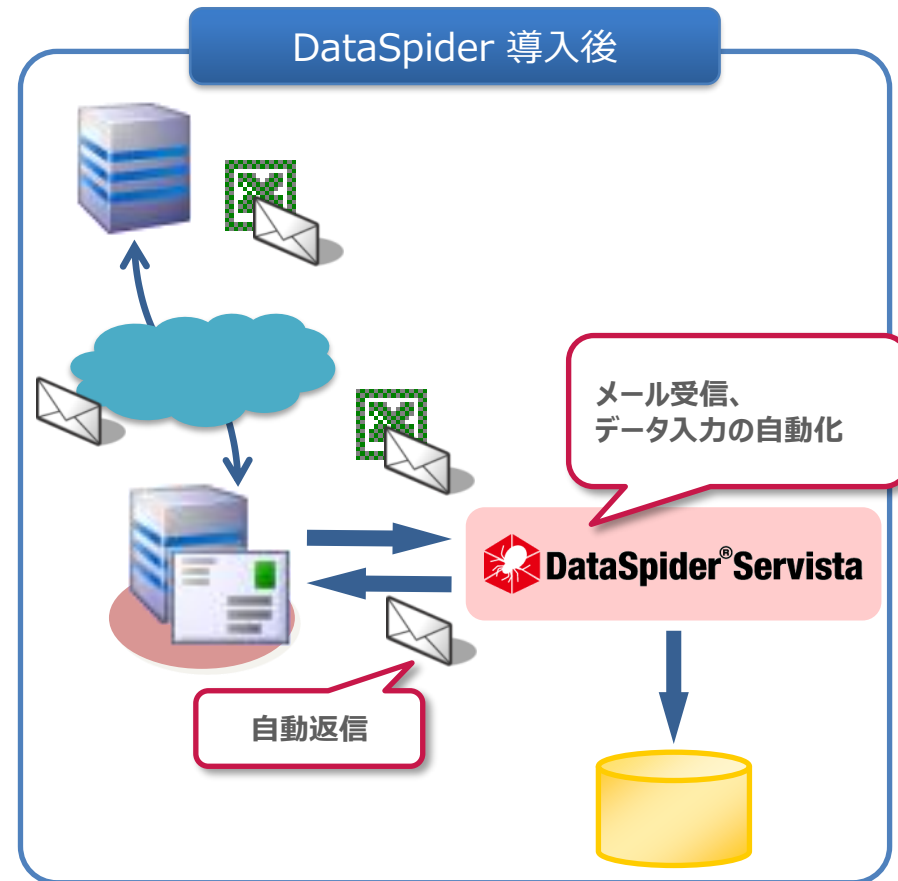 DataSpider 導入後
メール受信、
データ入力の自動化
DataSpider®Servista
自動返信